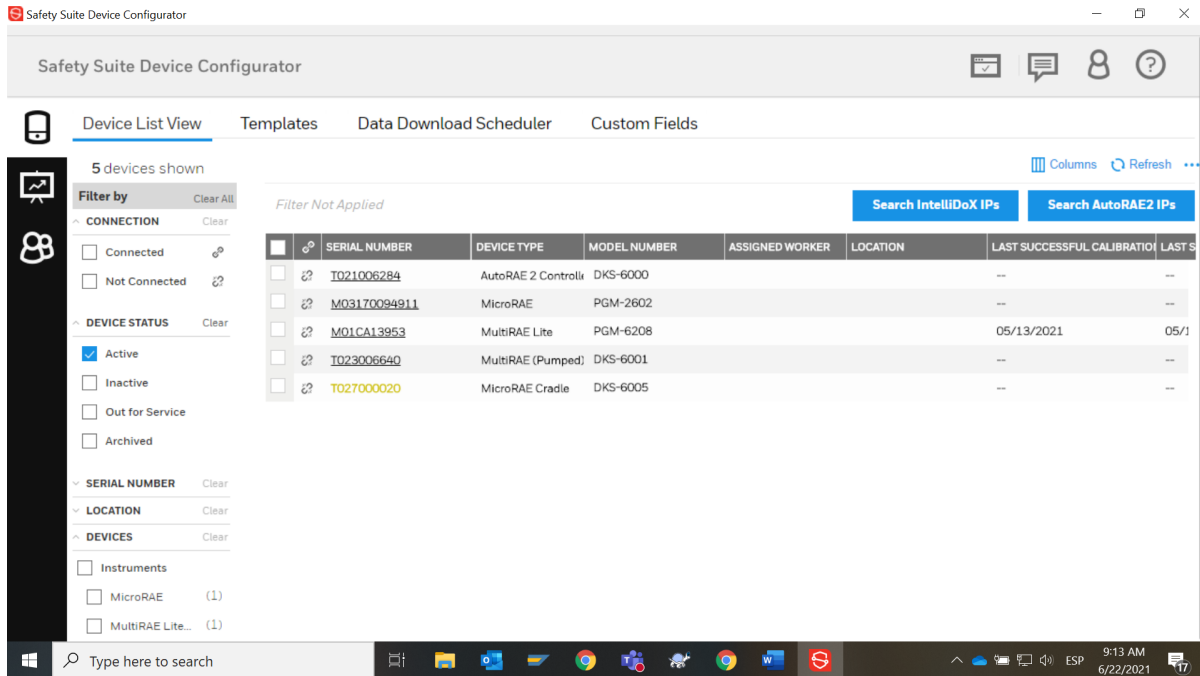 Safety Suite Device Configurator
Safety Suite Device Configurator
Device List View Templates Data Download Scheduler Custom Fields
5 devices shown
Columns Refresh
Filter by Clear All
Filter Not Applied
Search IntelliDoX IPs Search AutoRAE2 IPs
CONNECTION Clear
Connected
Not Connected
DEVICE STATUS Clear
Active
Inactive
Out for Service
Archived
SERIAL NUMBER Clear
LOCATION Clear
DEVICES Clear
Instruments
MicroRAE (1)
MultiRAE Lite... (1)
SERIAL NUMBER DEVICE TYPE MODEL NUMBER ASSIGNED WORKER LOCATION LAST SUCCESSFUL CALIBRATIO LAST S
T021006284 AutoRAE 2 Controlle DKS-6000 -- --
M03170094911 MicroRAE PGM-2602 -- --
M01CA13953 MultiRAE Lite PGM-6208 05/13/2021 05/1
T023006640 MultiRAE (Pumped) DKS-6001 -- --
T027000020 MicroRAE Cradle DKS-6005 -- --
Type here to search
ESP
9:13 AM
6/22/2021
17